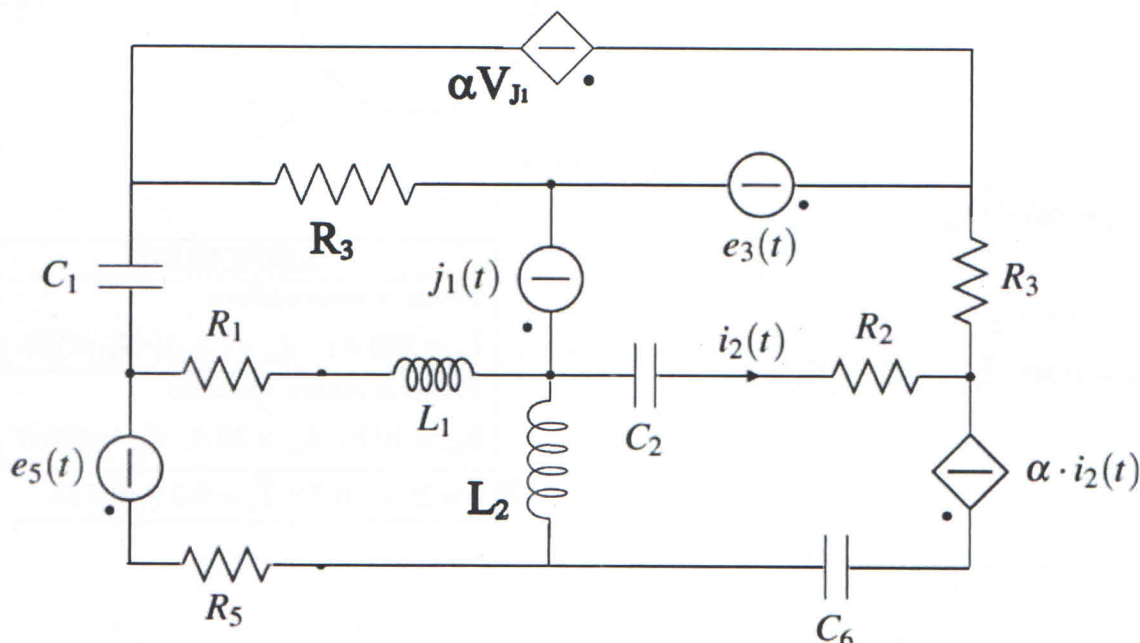 αV_J1
R3
e3(t)
C1
j1(t)
R3
R1
i2(t)
R2
L1
C2
e5(t)
L2
α · i2(t)
R5
C6